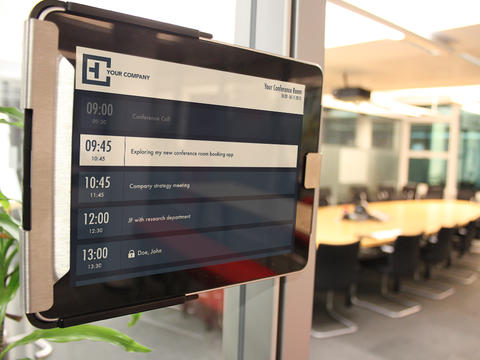 YOUR COMPANY
Your Conference Room
09:00
09:30
Conference Call
09:45
10:45
Exploring my new conference room booking app
10:45
11:45
Company strategy meeting
12:00
12:30
JF with research department
13:00
13:30
Doe, John